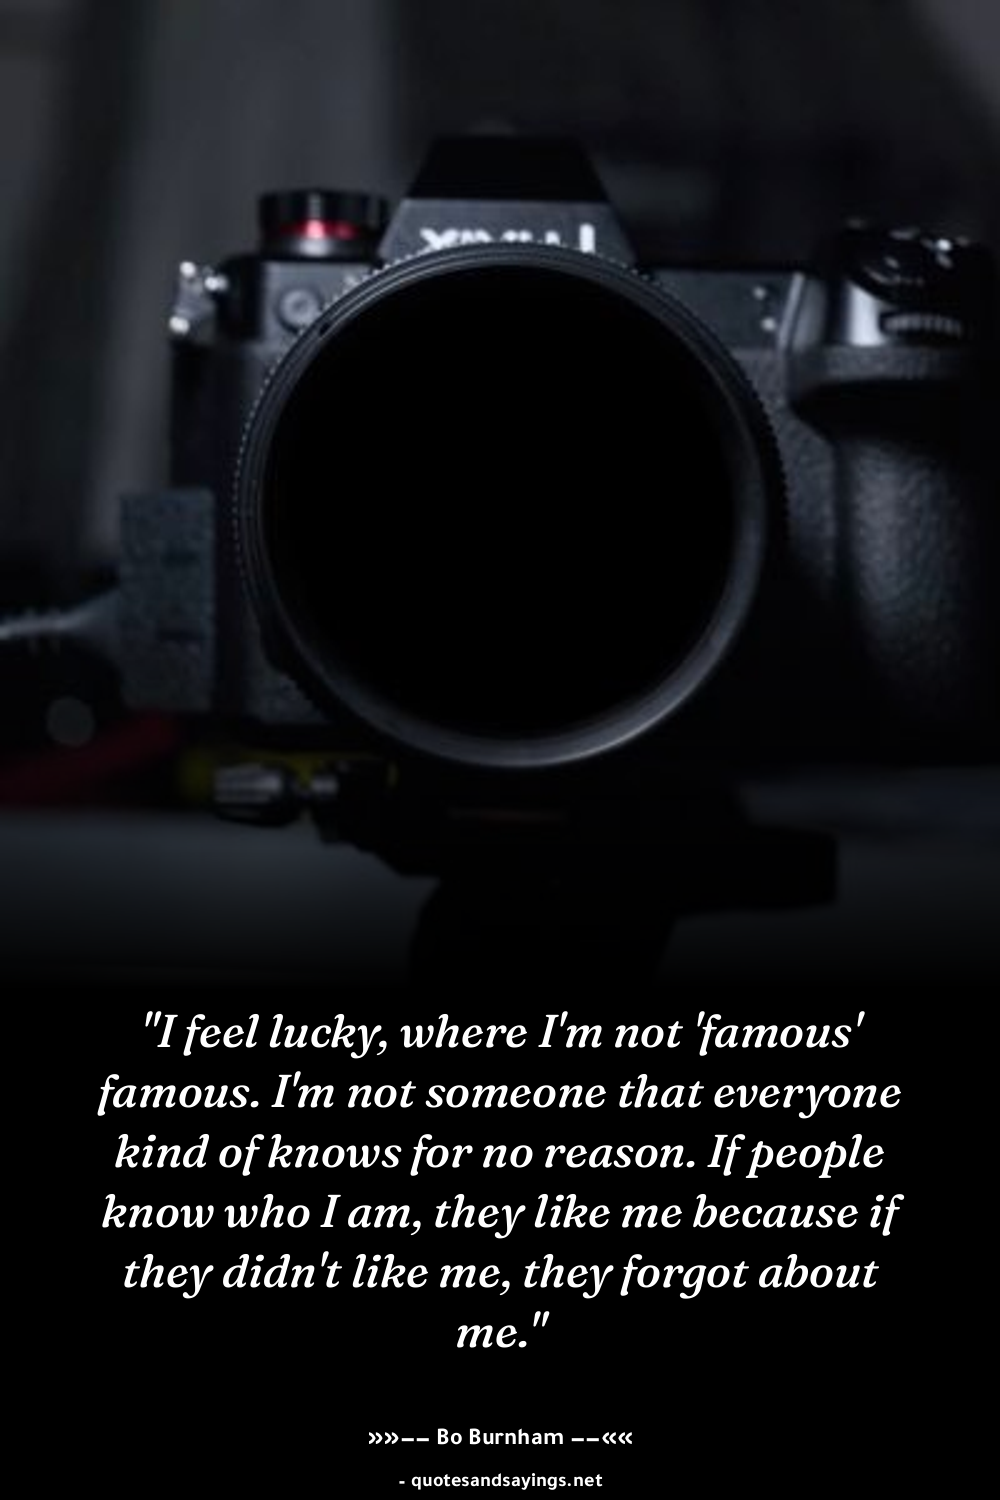 "I feel lucky, where I'm not 'famous'
famous. I'm not someone that everyone
kind of knows for no reason. If people
know who I am, they like me because if
they didn't like me, they forgot about
me."
»»–– Bo Burnham ––««
- quotesandsayings.net